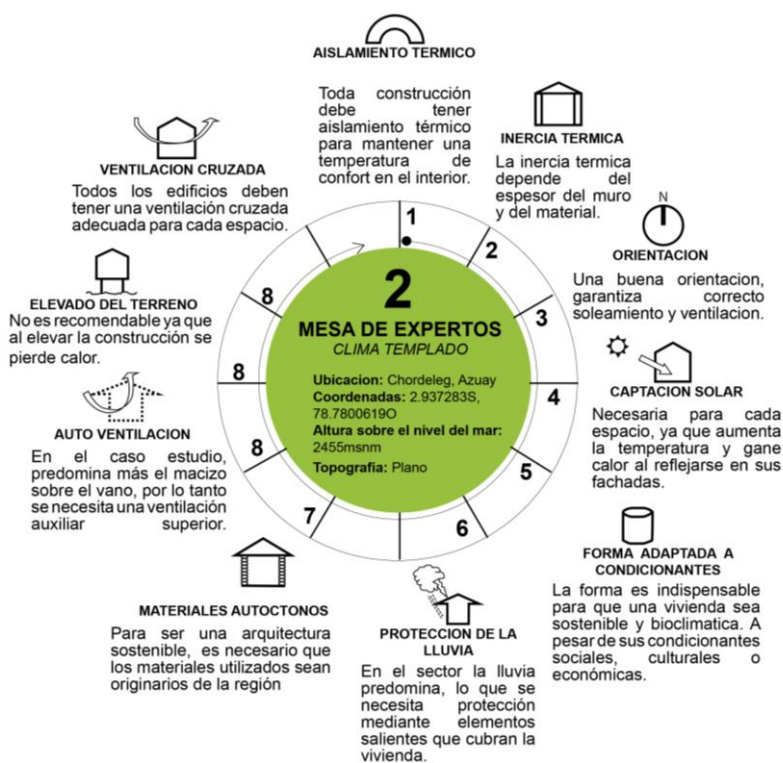 AISLAMIENTO TERMICO
Toda construcción
debe tener
aislamiento térmico
para mantener una
temperatura de
confort en el interior.
INERCIA TERMICA
La inercia termica
depende del
espesor del muro
y del material.
N
ORIENTACION
Una buena orientacion,
garantiza correcto
soleamiento y ventilacion.
CAPTACION SOLAR
Necesaria para cada
espacio, ya que aumenta
la temperatura y gane
calor al reflejarse en sus
fachadas.
FORMA ADAPTADA A
CONDICIONANTES
La forma es indispensable
para que una vivienda sea
sostenible y bioclimatica. A
pesar de sus condicionantes
sociales, culturales o
económicas.
PROTECCION DE LA
LLUVIA
En el sector la lluvia
predomina, lo que se
necesita protección
mediante elementos
salientes que cubran la
vivienda.
MATERIALES AUTOCTONOS
Para ser una arquitectura
sostenible, es necesario que
los materiales utilizados sean
originarios de la región
AUTO VENTILACION
En el caso estudio,
predomina más el macizo
sobre el vano, por lo tanto
se necesita una ventilación
auxiliar superior.
ELEVADO DEL TERRENO
No es recomendable ya que
al elevar la construcción se
pierde calor.
VENTILACION CRUZADA
Todos los edificios deben
tener una ventilación cruzada
adecuada para cada espacio.
1
2
3
4
5
6
7
8
8
8
2
MESA DE EXPERTOS
CLIMA TEMPLADO
Ubicacion: Chordeleg, Azuay
Coordenadas: 2.937283S,
78.7800619O
Altura sobre el nivel del mar:
2455msnm
Topografia: Plano